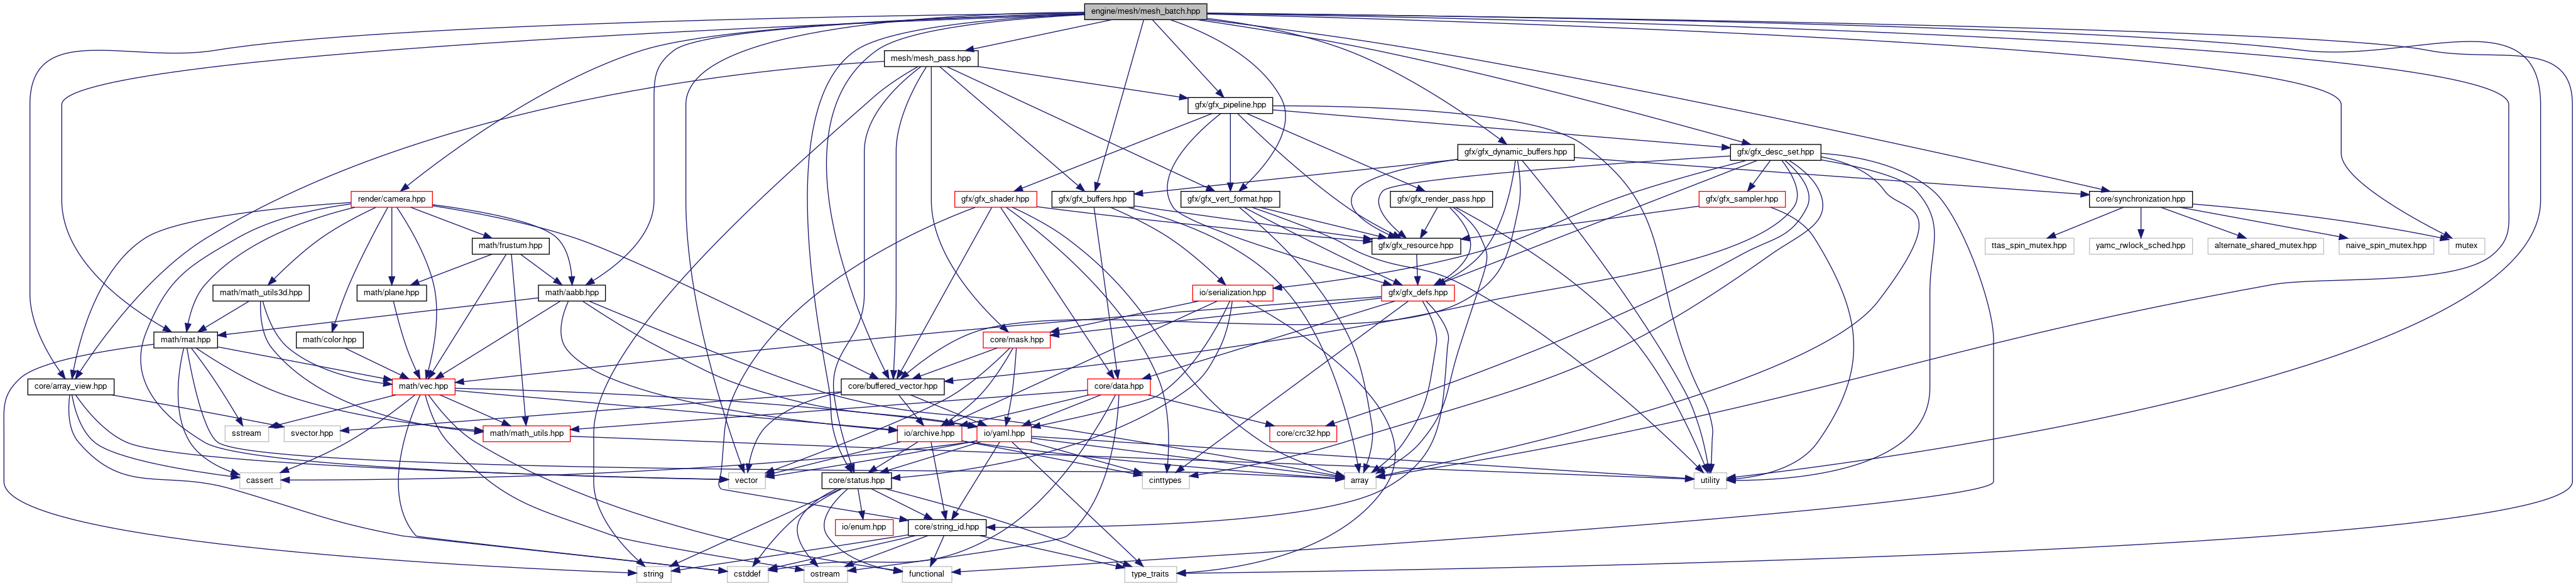 engine/mesh/mesh_batch.hpp
mesh/mesh_pass.hpp
gfx/gfx_pipeline.hpp
gfx/gfx_dynamic_buffers.hpp
gfx/gfx_desc_set.hpp
render/camera.hpp
gfx/gfx_shader.hpp
gfx/gfx_buffers.hpp
gfx/gfx_vert_format.hpp
gfx/gfx_render_pass.hpp
gfx/gfx_sampler.hpp
core/synchronization.hpp
math/frustum.hpp
gfx/gfx_resource.hpp
ttas_spin_mutex.hpp
yamc_rwlock_sched.hpp
alternate_shared_mutex.hpp
naive_spin_mutex.hpp
mutex
math/math_utils3d.hpp
math/plane.hpp
math/aabb.hpp
io/serialization.hpp
gfx/gfx_defs.hpp
math/mat.hpp
math/color.hpp
core/mask.hpp
core/array_view.hpp
math/vec.hpp
core/buffered_vector.hpp
core/data.hpp
sstream
svector.hpp
math/math_utils.hpp
io/archive.hpp
io/yaml.hpp
core/crc32.hpp
cassert
vector
core/status.hpp
cinttypes
array
utility
io/enum.hpp
core/string_id.hpp
string
cstddef
ostream
functional
type_traits